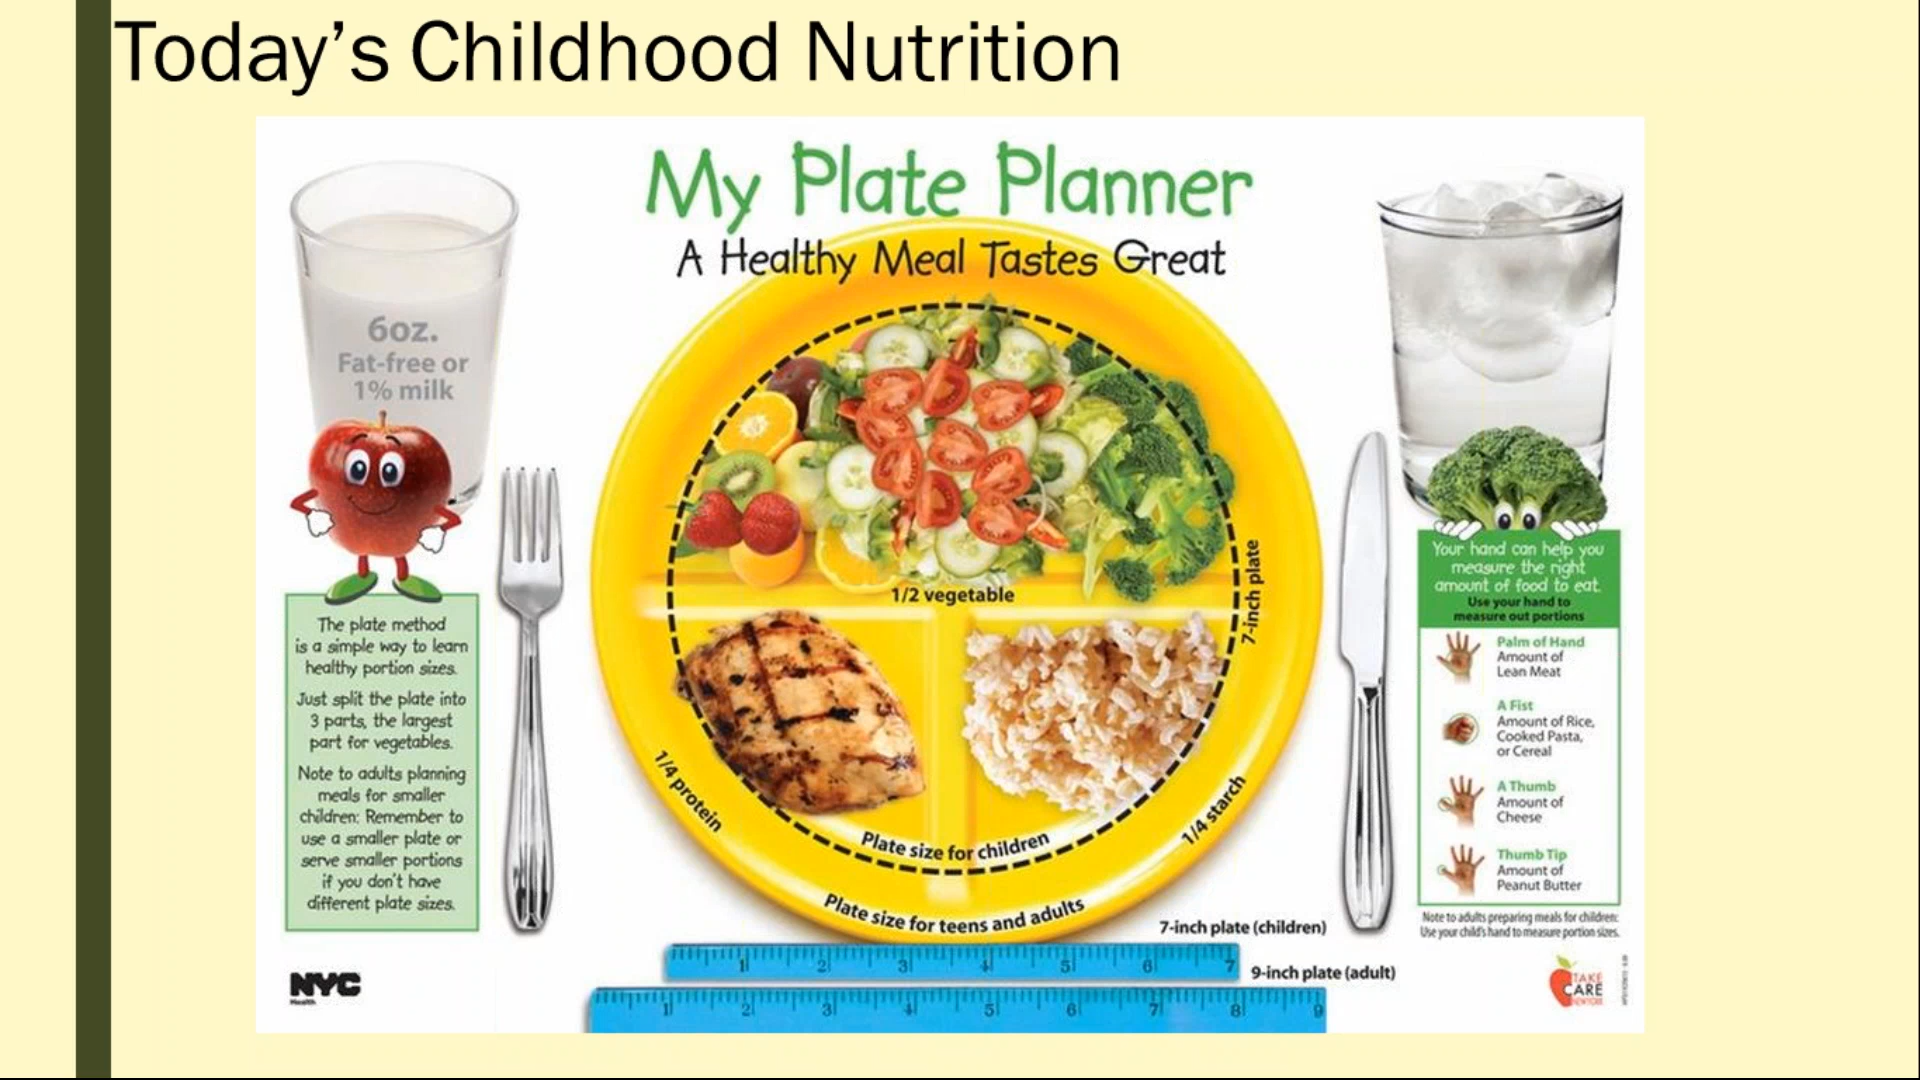 Today's Childhood Nutrition
My Plate Planner
A Healthy Meal Tastes Great
6oz.
Fat-free or
1% milk
The plate method
is a simple way to learn
healthy portion sizes.
Just split the plate into
3 parts, the largest
part for vegetables.
Note to adults planning
meals for smaller
children: Remember to
use a smaller plate or
serve smaller portions
if you don't have
different plate sizes.
NYC
Health
1/2 vegetable
7-inch plate
1/4 protein
1/4 starch
Plate size for children
Plate size for teens and adults
7-inch plate (children)
1 2 3 4 5 6 7
9-inch plate (adult)
1 2 3 4 5 6 7 8 9
Your hand can help you
measure the right
amount of food to eat.
Use your hand to
measure out portions
Palm of Hand
Amount of
Lean Meat
A Fist
Amount of Rice,
Cooked Pasta,
or Cereal
A Thumb
Amount of
Cheese
Thumb Tip
Amount of
Peanut Butter
Note to adults preparing meals for children:
Use your child's hand to measure portion sizes.
TAKE
CARE
NEW YORK